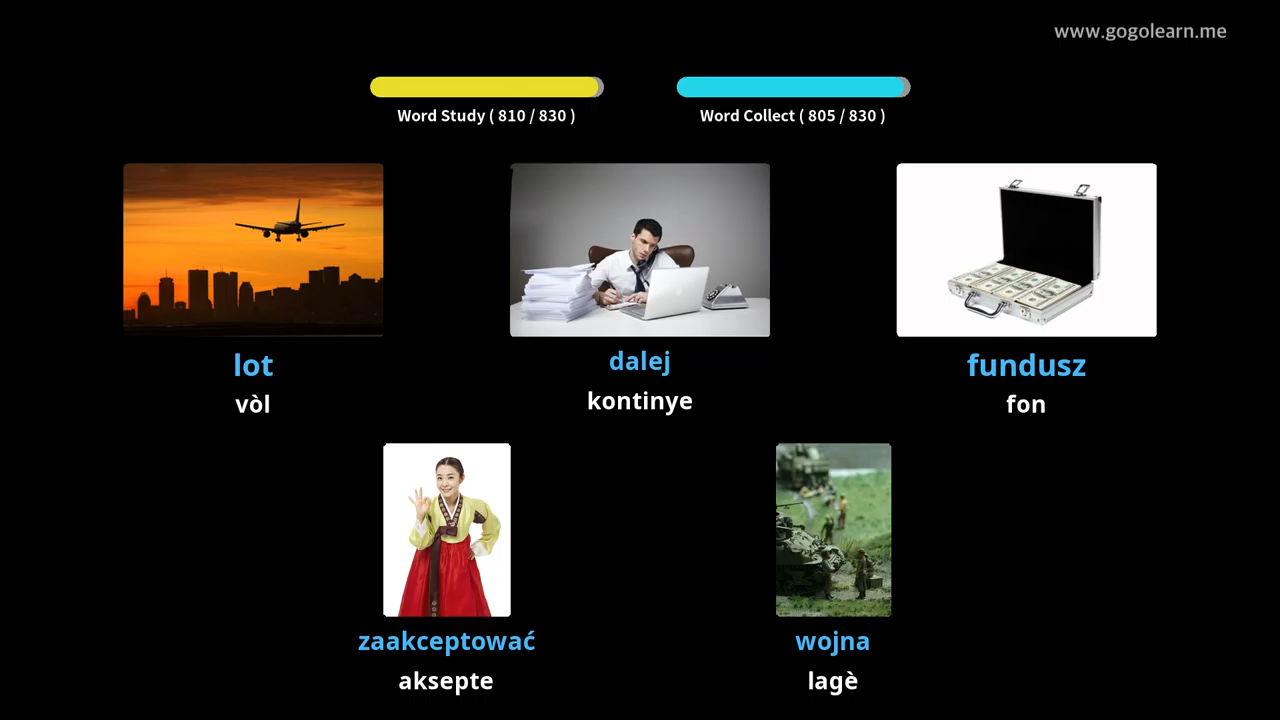 www.gogolearn.me
Word Study ( 810 / 830 )
Word Collect ( 805 / 830 )
lot
vòl
dalej
kontinye
fundusz
fon
zaakceptować
aksepte
wojna
lagè